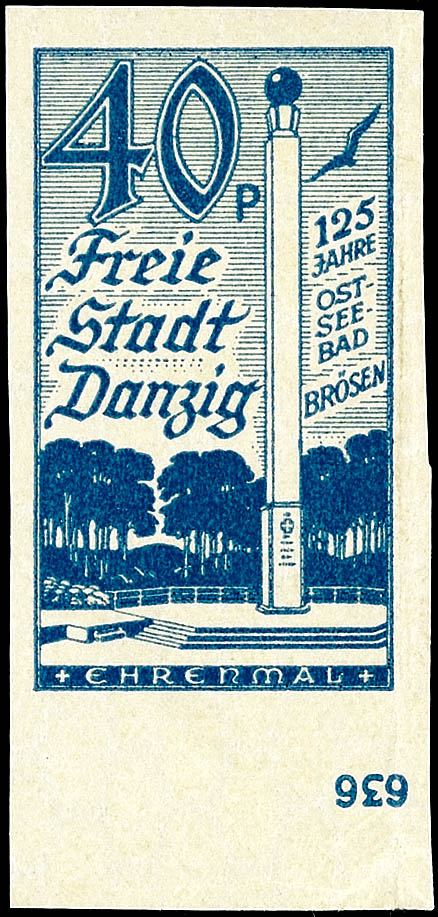 40 P
Freie
Stadt
Danzig
125
JAHRE
OST-
SEE-
BAD
BRÖSEN
+ EHRENMAL +
636